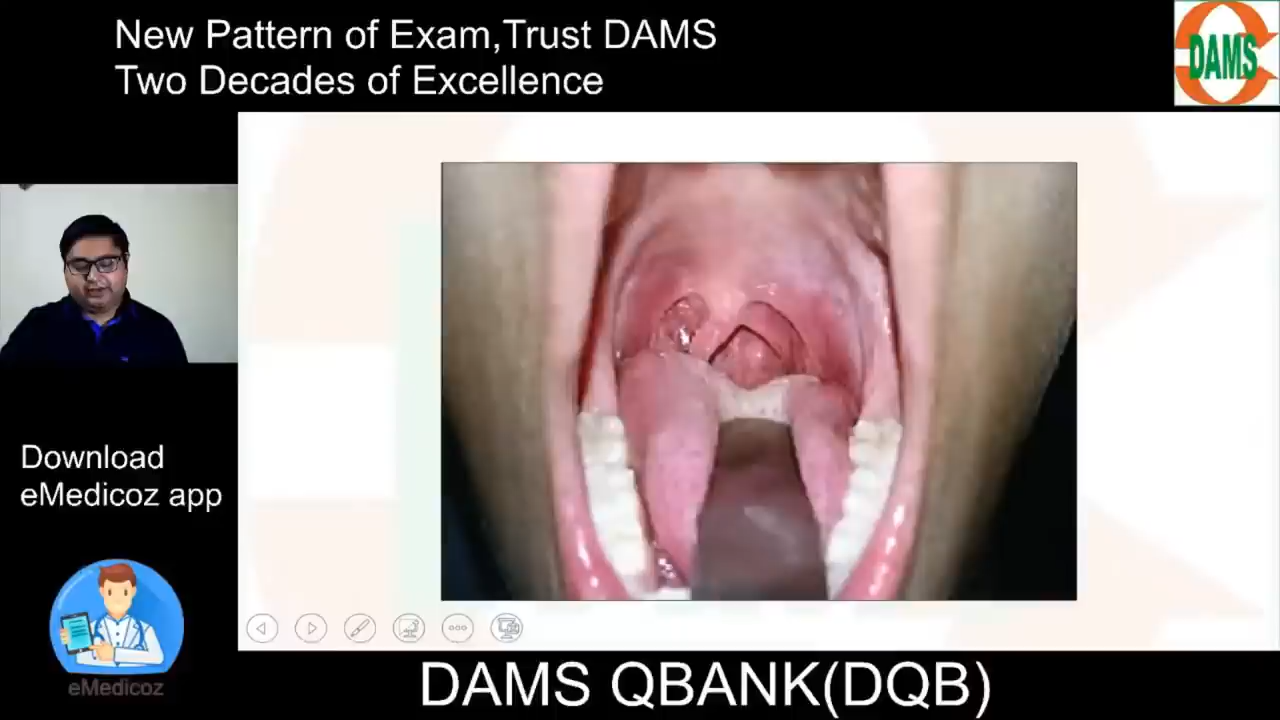 New Pattern of Exam,Trust DAMS
Two Decades of Excellence
DAMS
Download
eMedicoz app
eMedicoz
DAMS QBANK(DQB)